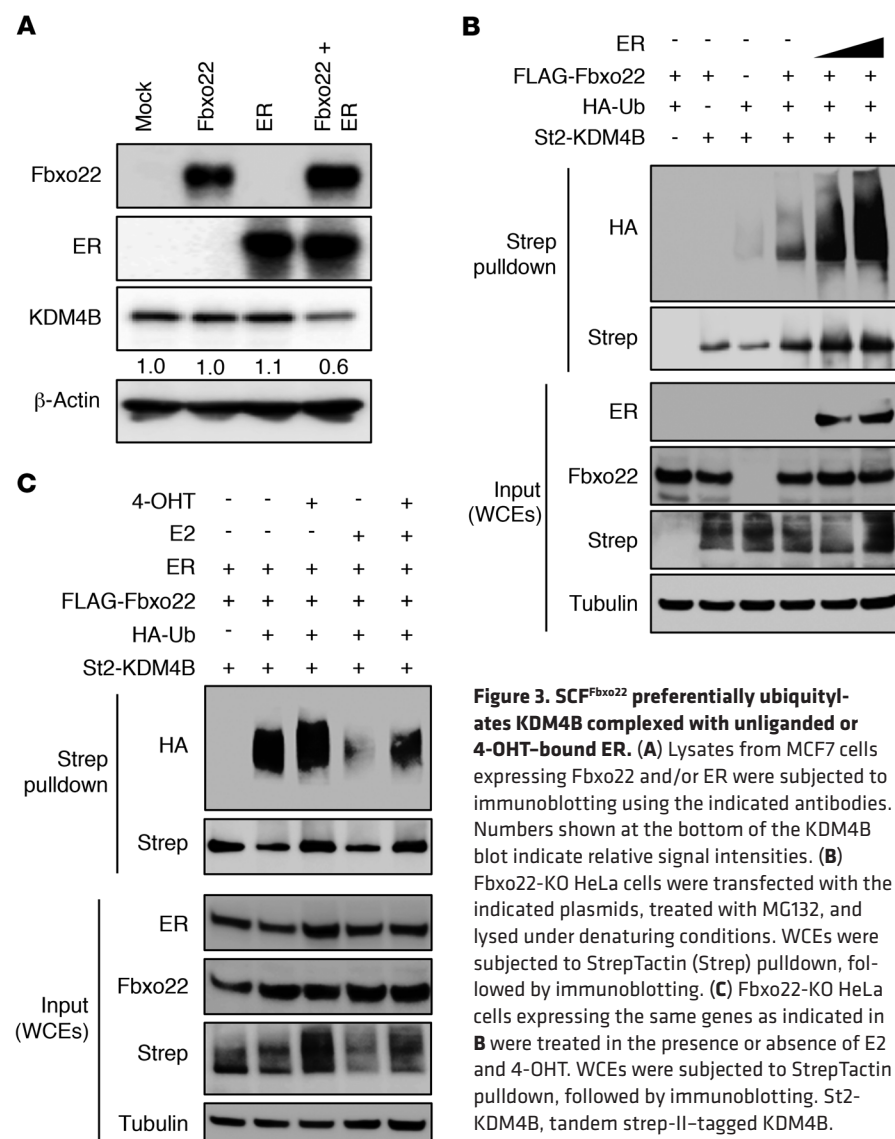 A
Mock
Fbxo22
ER
Fbxo22 +
ER
Fbxo22
ER
KDM4B
1.0 1.0 1.1 0.6
β-Actin
B
ER - - - -
FLAG-Fbxo22 + + - + + +
HA-Ub + - + + + +
St2-KDM4B - + + + + +
Strep
pulldown
HA
Strep
Input
(WCEs)
ER
Fbxo22
Strep
Tubulin
C
4-OHT - - + - +
E2 - - - + +
ER + + + + +
FLAG-Fbxo22 + + + + +
HA-Ub - + + + +
St2-KDM4B + + + + +
Strep
pulldown
HA
Strep
Input
(WCEs)
ER
Fbxo22
Strep
Tubulin
Figure 3. SCFFbxo22 preferentially ubiquityl-
ates KDM4B complexed with unliganded or
4-OHT–bound ER. (A) Lysates from MCF7 cells
expressing Fbxo22 and/or ER were subjected to
immunoblotting using the indicated antibodies.
Numbers shown at the bottom of the KDM4B
blot indicate relative signal intensities. (B)
Fbxo22-KO HeLa cells were transfected with the
indicated plasmids, treated with MG132, and
lysed under denaturing conditions. WCEs were
subjected to StrepTactin (Strep) pulldown, fol-
lowed by immunoblotting. (C) Fbxo22-KO HeLa
cells expressing the same genes as indicated in
B were treated in the presence or absence of E2
and 4-OHT. WCEs were subjected to StrepTactin
pulldown, followed by immunoblotting. St2-
KDM4B, tandem strep-II–tagged KDM4B.